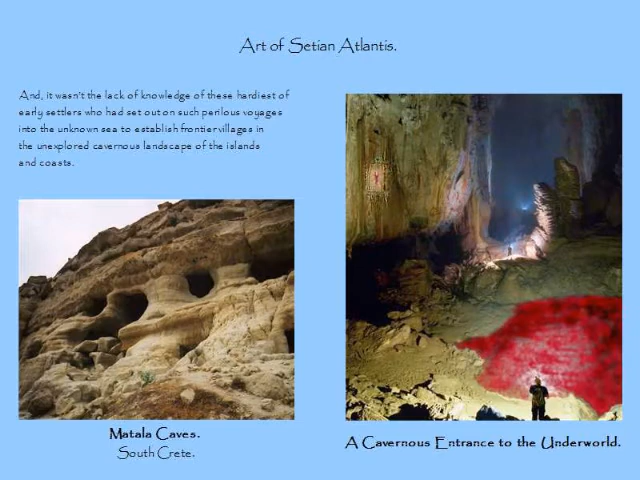 Art of Setian Atlantis.
And, it wasn't the lack of knowledge of these hardiest of
early settlers who had set out on such perilous voyages
into the unknown sea to establish frontier villages in
the unexplored cavernous landscape of the islands
and coasts.
Matala Caves.
South Crete.
A Cavernous Entrance to the Underworld.